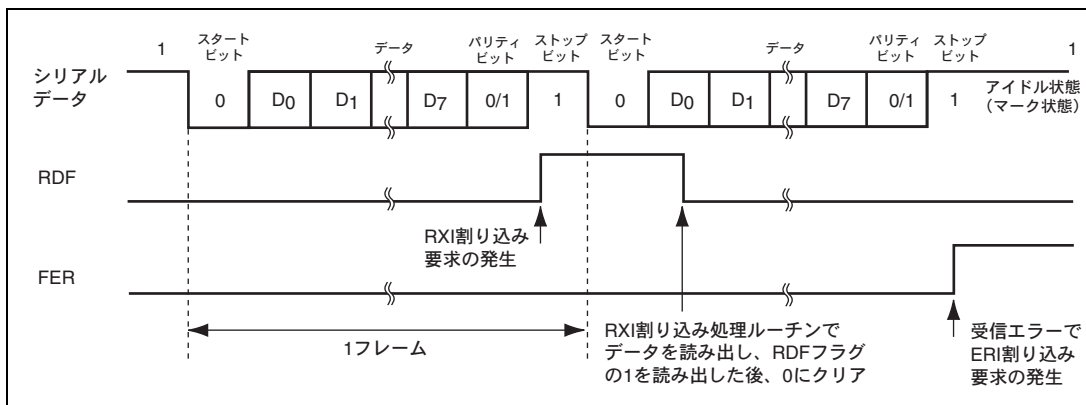 1 スタート
ビット データ パリティ
ビット ストップ
ビット スタート
ビット データ パリティ
ビット ストップ
ビット 1
シリアル
データ
0 D0 D1 D7 0/1 1 0 D0 D1 D7 0/1 1 アイドル状態
（マーク状態）
RDF
RXI割り込み
要求の発生
FER
1フレーム
RXI割り込み処理ルーチンで
データを読み出し、RDFフラグ
の1を読み出した後、0にクリア
受信エラーで
ERI割り込み
要求の発生